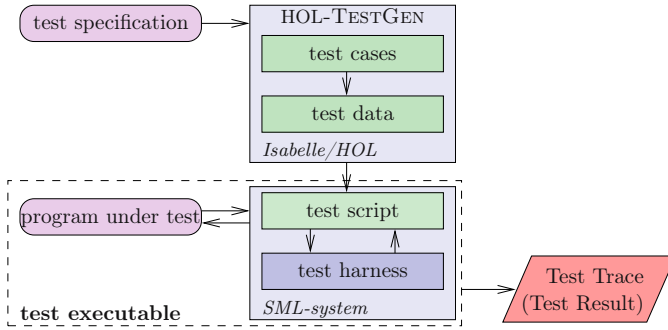 test specification
HOL-TESTGEN
test cases
test data
Isabelle/HOL
program under test
test script
test harness
SML-system
test executable
Test Trace
(Test Result)